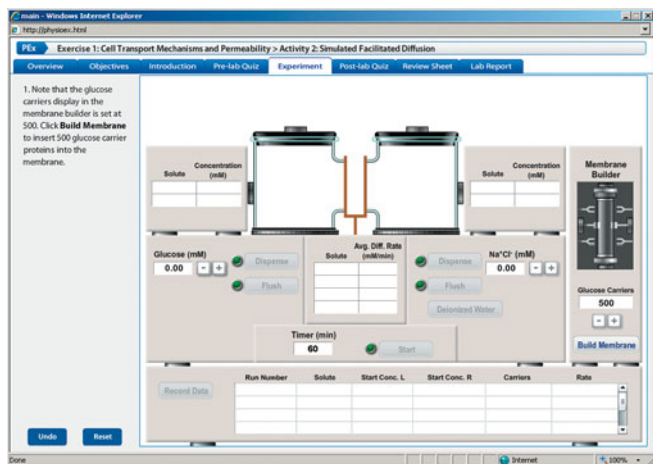 main - Windows Internet Explorer
http://physioex.html
PEx Exercise 1: Cell Transport Mechanisms and Permeability > Activity 2: Simulated Facilitated Diffusion
Overview Objectives Introduction Pre-lab Quiz Experiment Post-lab Quiz Review Sheet Lab Report
1. Note that the glucose
carriers display in the
membrane builder is set at
500. Click Build Membrane
to insert 500 glucose carrier
proteins into the
membrane.
Solute Concentration (mM)
Solute Concentration (mM)
Membrane
Builder
Glucose (mM)
0.00 - +
Dispense
Flush
Solute Avg. Diff. Rate (mM/min)
Dispense
Flush
Deionized Water
Na+Cl- (mM)
0.00 - +
Glucose Carriers
500
- +
Build Membrane
Timer (min)
60 Start
Record Data
Run Number Solute Start Conc. L Start Conc. R Carriers Rate
Undo Reset
Done Internet 100%